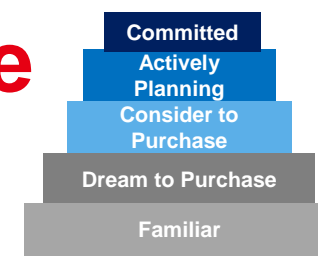 e
Committed
Actively
Planning
Consider to
Purchase
Dream to Purchase
Familiar